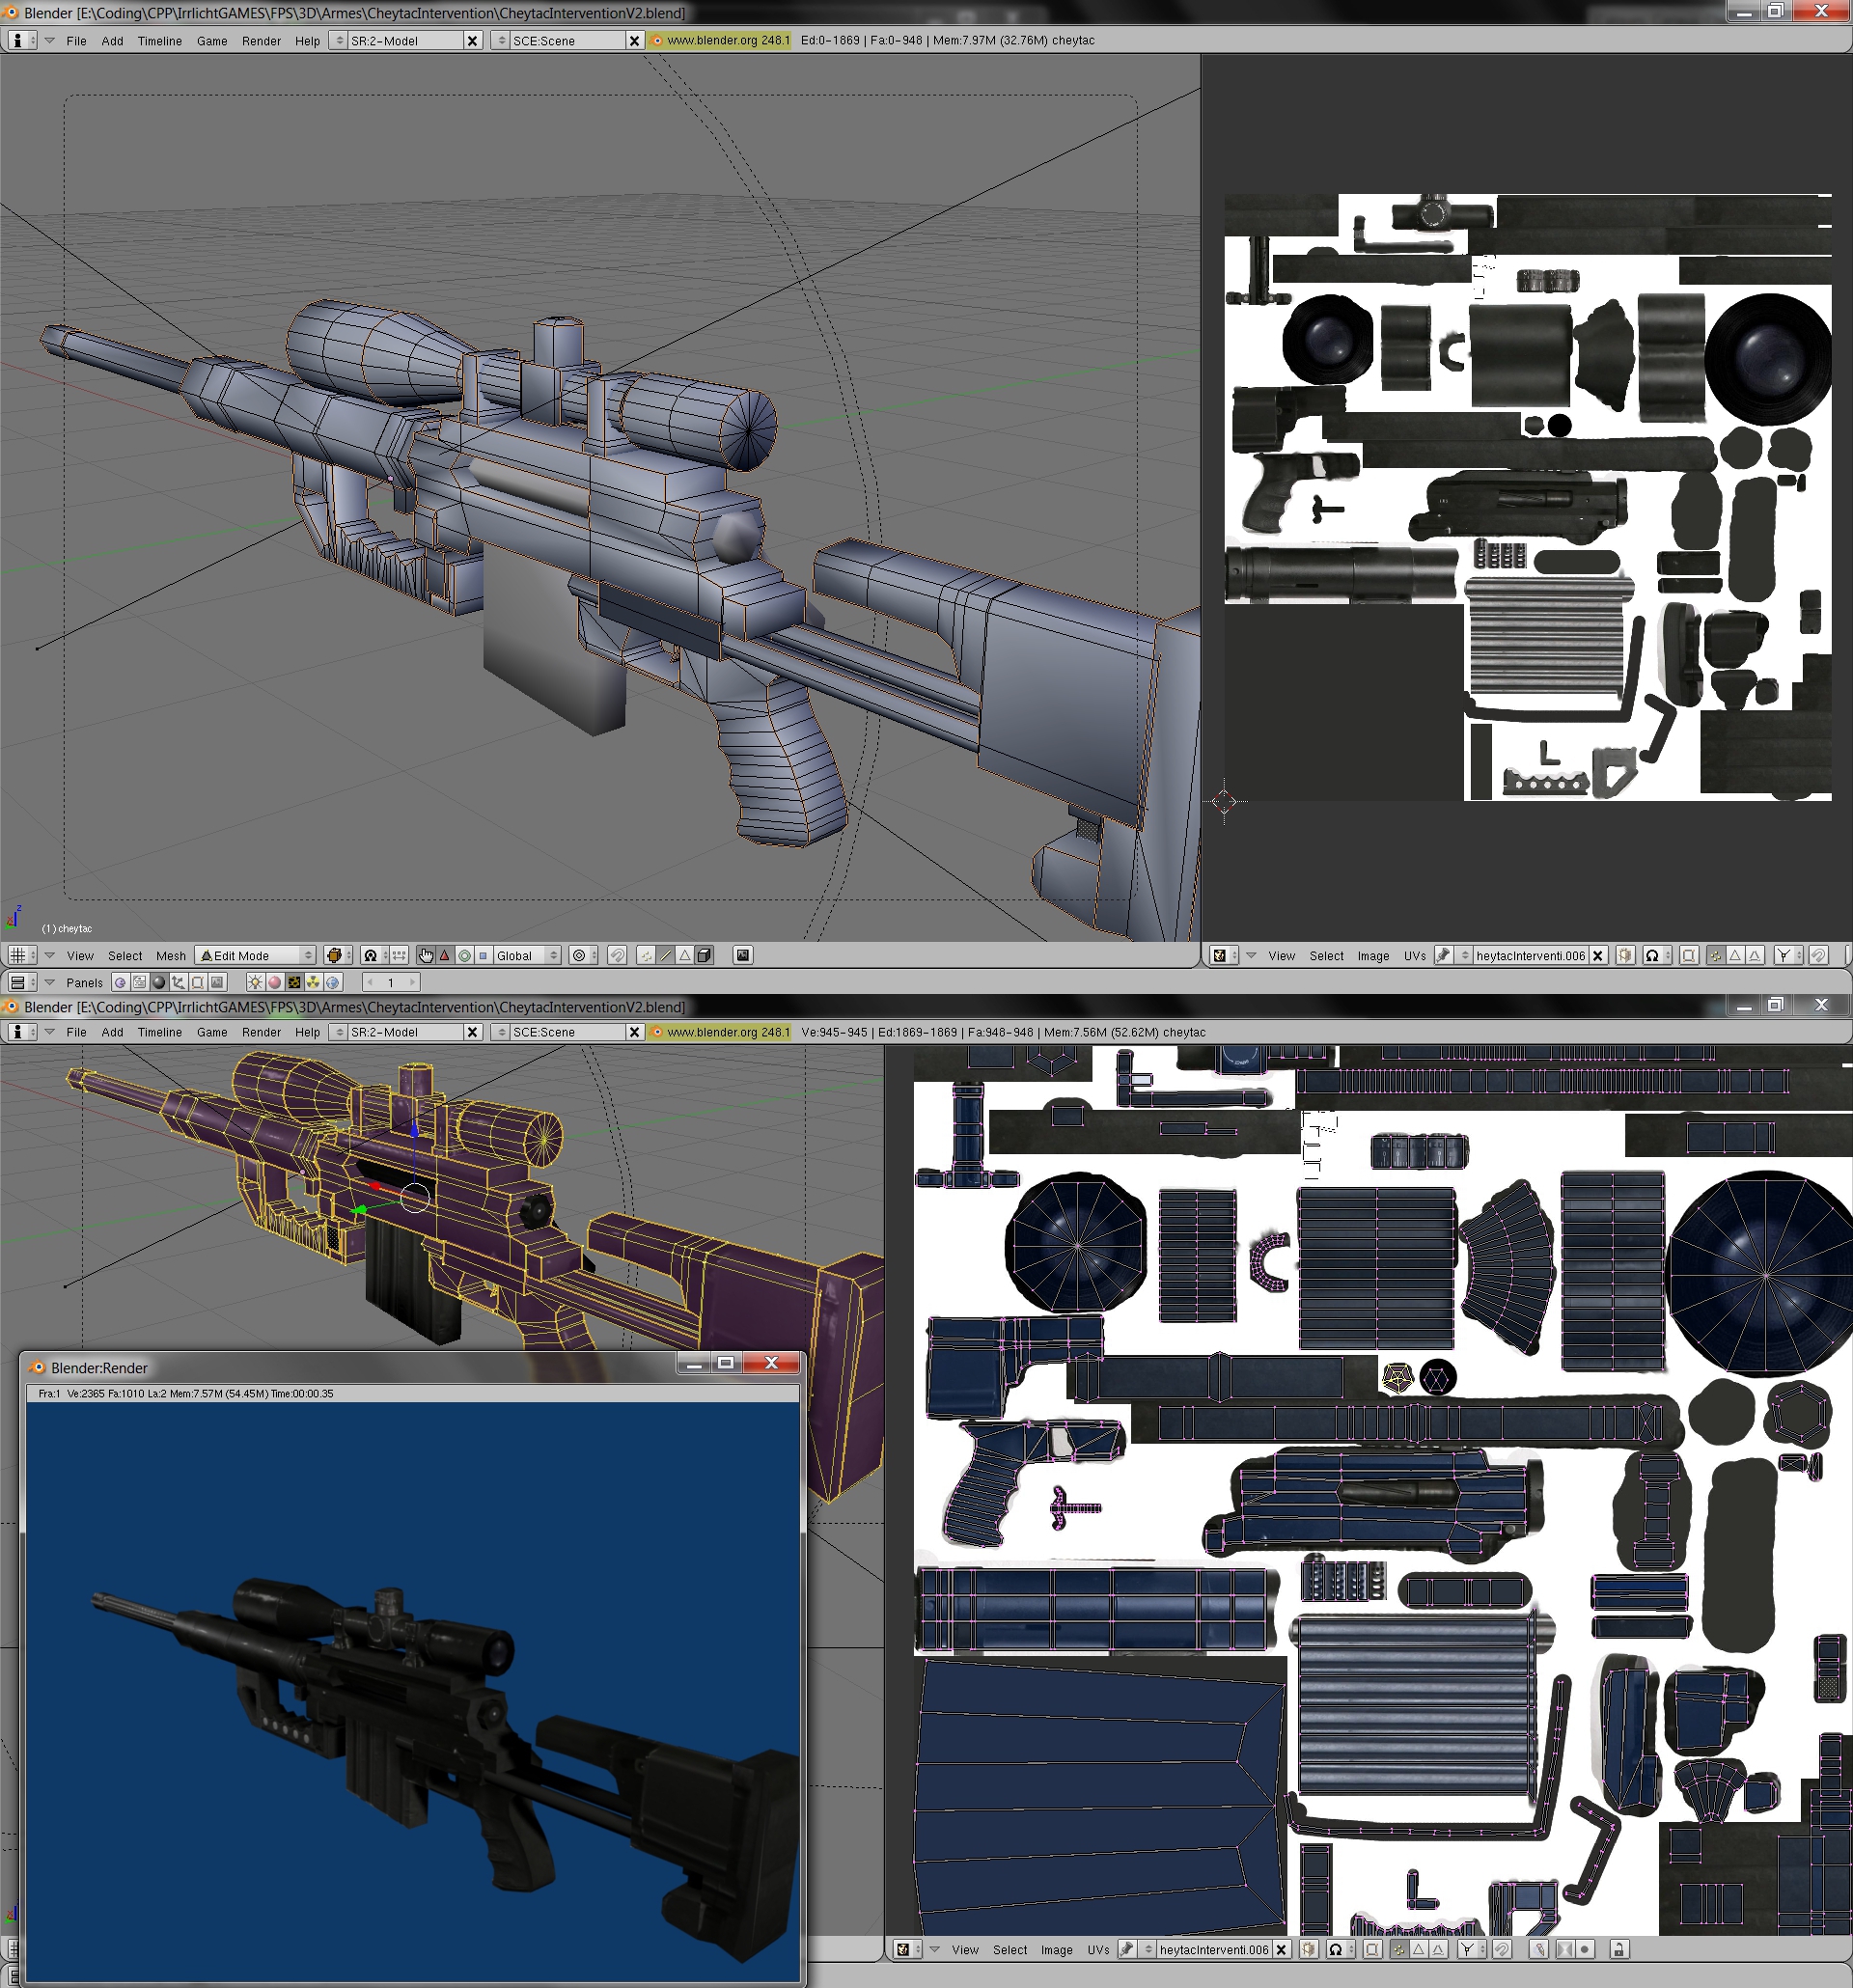 Blender [E:\Coding\CPP\IrrlichtGAMES\FPS\3D\Armes\CheytacIntervention\CheytacInterventionV2.blend]
File Add Timeline Game Render Help SR:2-Model SCE:Scene www.blender.org 248.1 Ed:0-1869 | Fa:0-948 | Mem:7.97M (32.76M) cheytac
z
x
(1) cheytac
View Select Mesh Edit Mode Global
View Select Image UVs heytacInterventi.006
Panels 1
Blender [E:\Coding\CPP\IrrlichtGAMES\FPS\3D\Armes\CheytacIntervention\CheytacInterventionV2.blend]
File Add Timeline Game Render Help SR:2-Model SCE:Scene www.blender.org 248.1 Ve:945-945 | Ed:1869-1869 | Fa:948-948 | Mem:7.56M (52.62M) cheytac
Blender:Render
Fra:1 Ve:2365 Fa:1010 La:2 Mem:7.57M (54.45M) Time:00:00.35
View Select Image UVs heytacInterventi.006